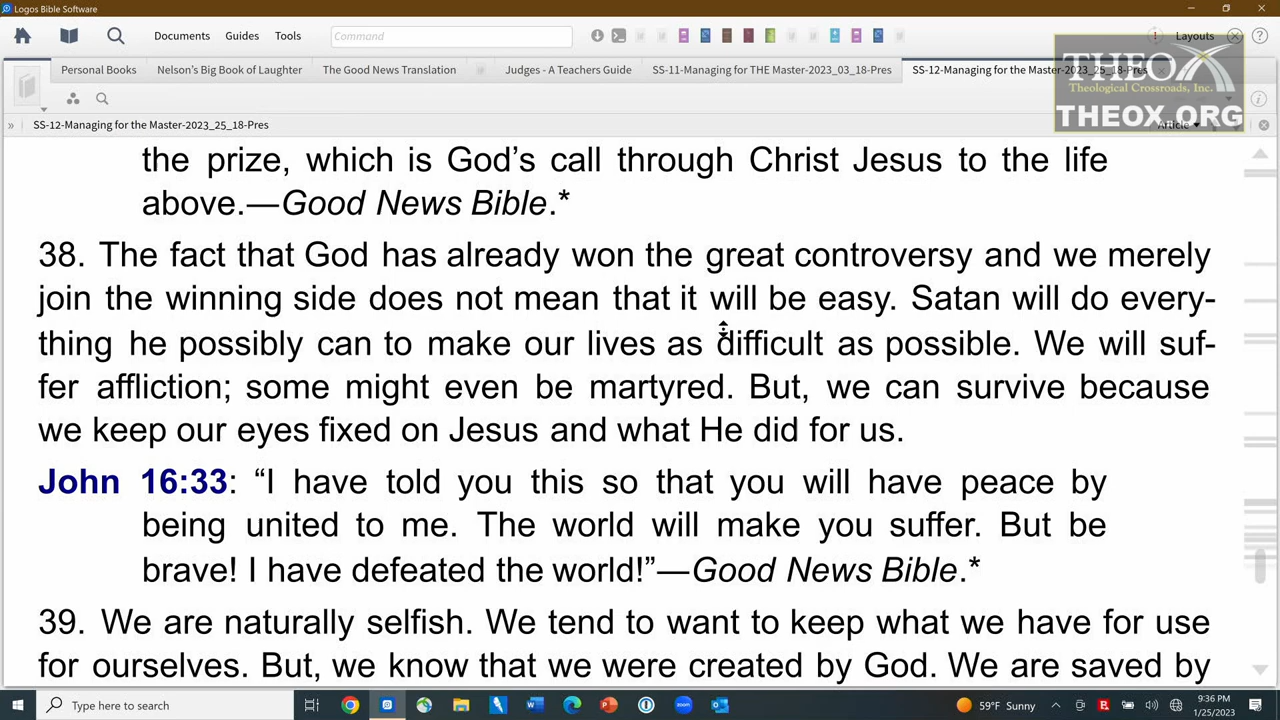 Logos Bible Software
Documents Guides Tools Command Layouts
THEOX
Theological Crossroads, Inc.
THEOX.ORG
Personal Books Nelson's Big Book of Laughter Judges - A Teachers Guide SS-11-Managing for THE Master-2023_03_18-Pres SS-12-Managing for the Master-2023_25_18-Pres
SS-12-Managing for the Master-2023_25_18-Pres Article
the prize, which is God's call through Christ Jesus to the life
above.—Good News Bible.*
38. The fact that God has already won the great controversy and we merely
join the winning side does not mean that it will be easy. Satan will do every-
thing he possibly can to make our lives as difficult as possible. We will suf-
fer affliction; some might even be martyred. But, we can survive because
we keep our eyes fixed on Jesus and what He did for us.
John 16:33: “I have told you this so that you will have peace by
being united to me. The world will make you suffer. But be
brave! I have defeated the world!”—Good News Bible.*
39. We are naturally selfish. We tend to want to keep what we have for use
for ourselves. But, we know that we were created by God. We are saved by
Type here to search
59°F Sunny
9:36 PM
1/25/2023